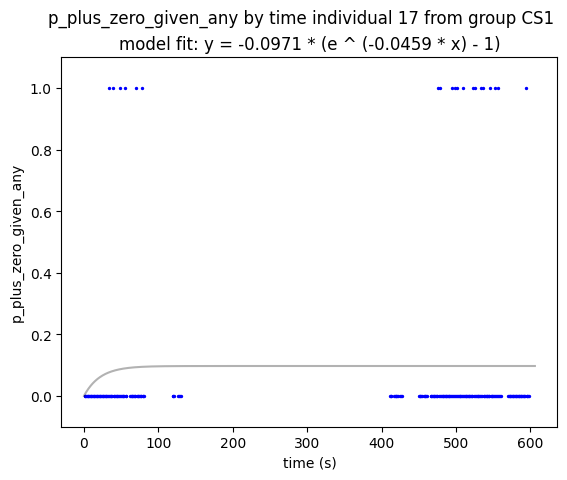 p_plus_zero_given_any by time individual 17 from group CS1
model fit: y = -0.0971 * (e ^ (-0.0459 * x) - 1)
1.0
0.8
0.6
0.4
0.2
0.0
p_plus_zero_given_any
0 100 200 300 400 500 600
time (s)